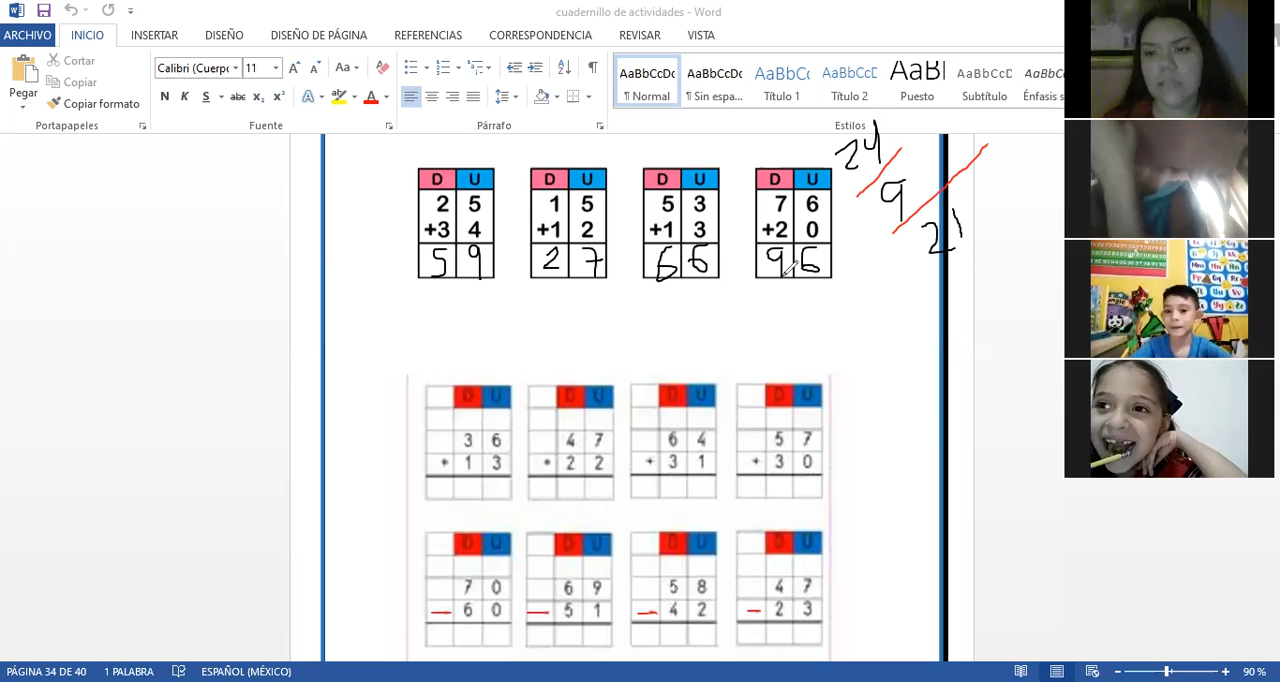 cuadernillo de actividades - Word
ARCHIVO INICIO INSERTAR DISEÑO DISEÑO DE PÁGINA REFERENCIAS CORRESPONDENCIA REVISAR VISTA
Pegar
Cortar
Copiar
Copiar formato
Portapapeles
Calibri (Cuerpo 11
N K S abc x₂ x² A A
Fuente
Párrafo
AaBbCcDc AaBbCcDc AaBbCc AaBbCcD AaBl AaBbCcD AaBbCcD
¶ Normal ¶ Sin espa... Título 1 Título 2 Puesto Subtítulo Énfasis s
Estilos
24
9
21
D U D U D U D U
2 5 1 5 5 3 7 6
+3 4 +1 2 +1 3 +2 0
5 9 2 7 6 6 9 6
D U D U D U D U
3 6 4 7 6 4 5 7
+ 1 3 + 2 2 + 3 1 + 3 0
D U D U D U D U
7 0 6 9 5 8 4 7
- 6 0 - 5 1 - 4 2 - 2 3
PÁGINA 34 DE 40 1 PALABRA ESPAÑOL (MÉXICO) 90 %